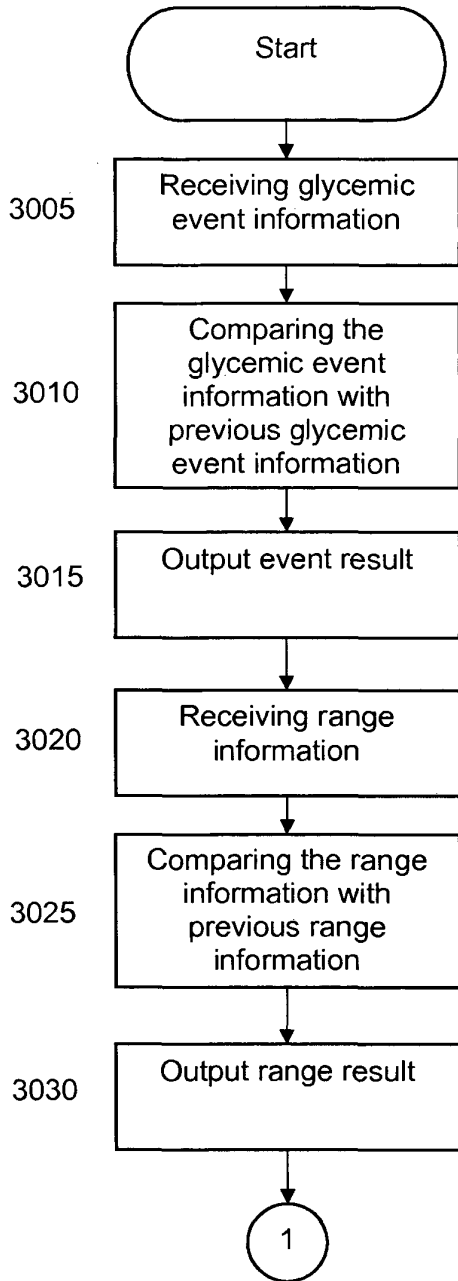 Start
3005
Receiving glycemic
event information
3010
Comparing the
glycemic event
information with
previous glycemic
event information
3015
Output event result
3020
Receiving range
information
3025
Comparing the range
information with
previous range
information
3030
Output range result
1